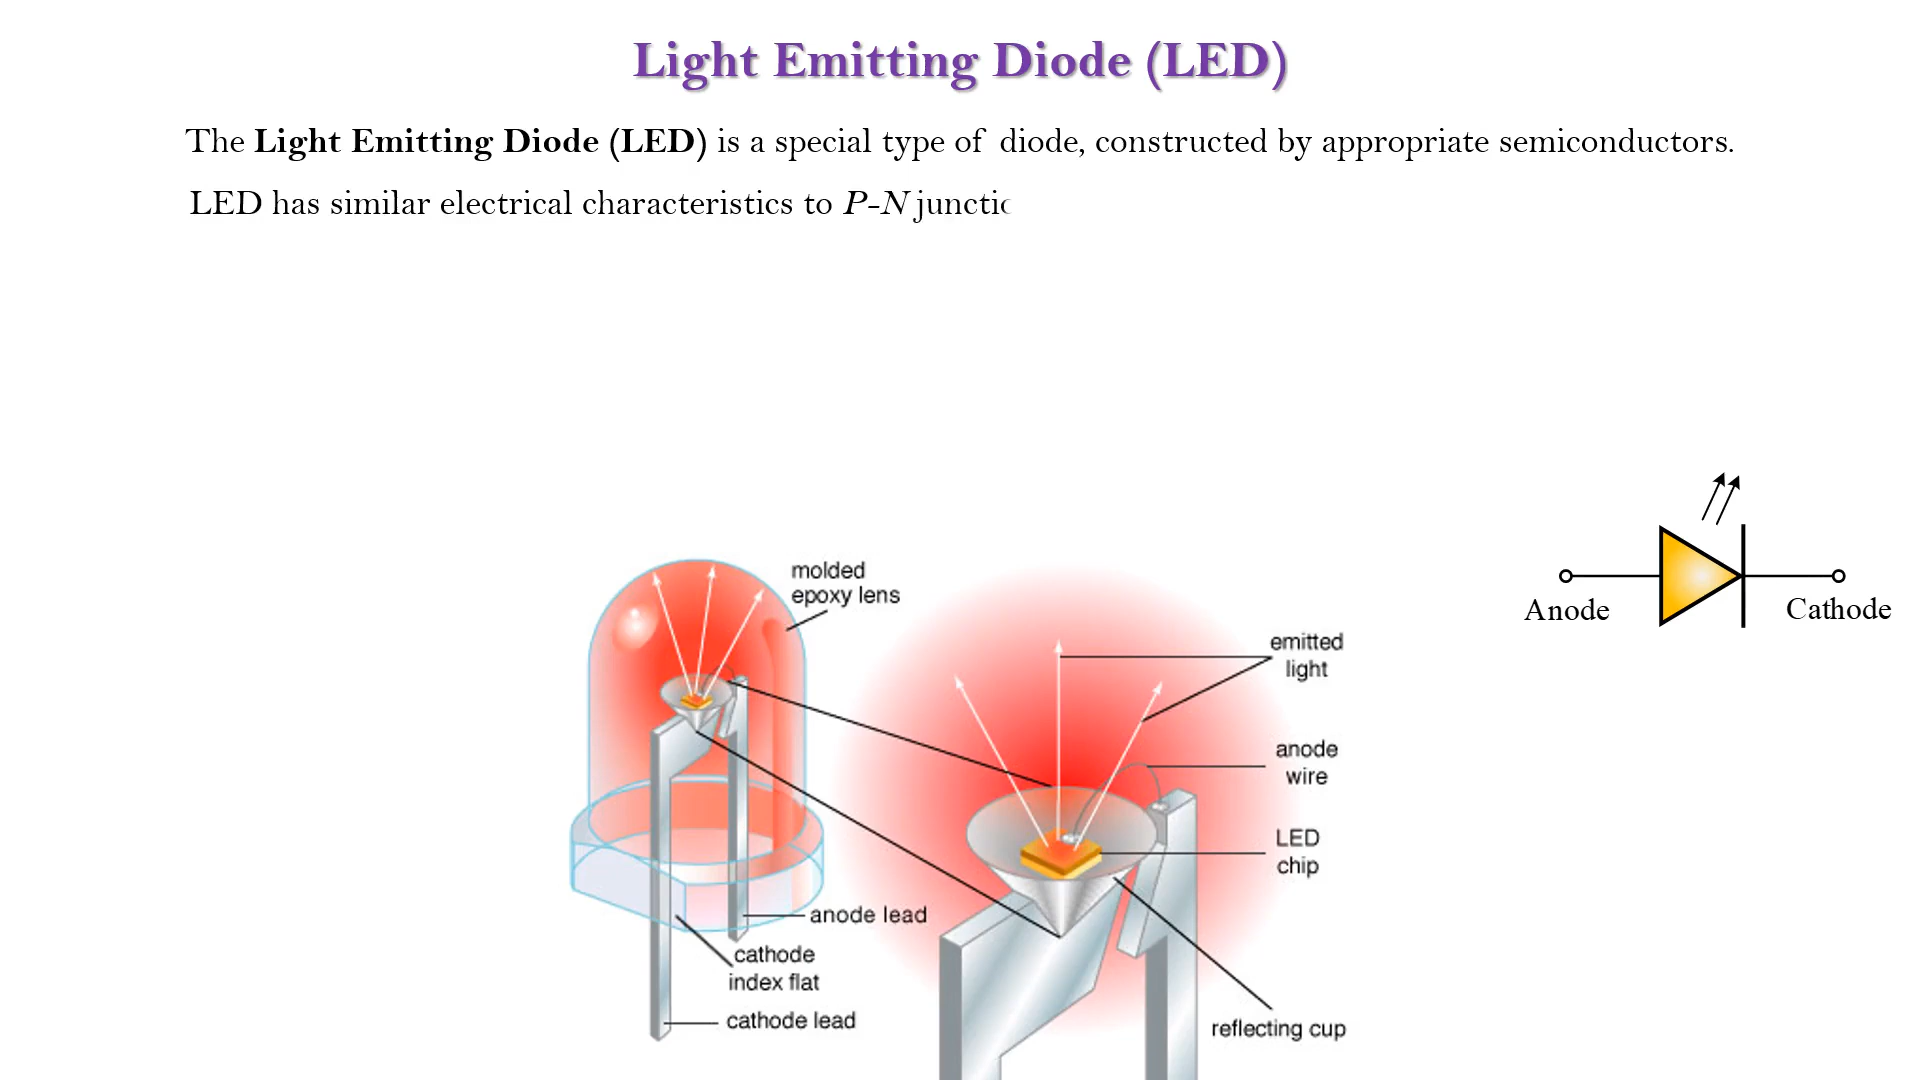 Light Emitting Diode (LED)
The Light Emitting Diode (LED) is a special type of diode, constructed by appropriate semiconductors.
LED has similar electrical characteristics to P-N junctic
molded
epoxy lens
Anode
Cathode
emitted
light
anode
wire
LED
chip
anode lead
cathode
index flat
cathode lead
reflecting cup